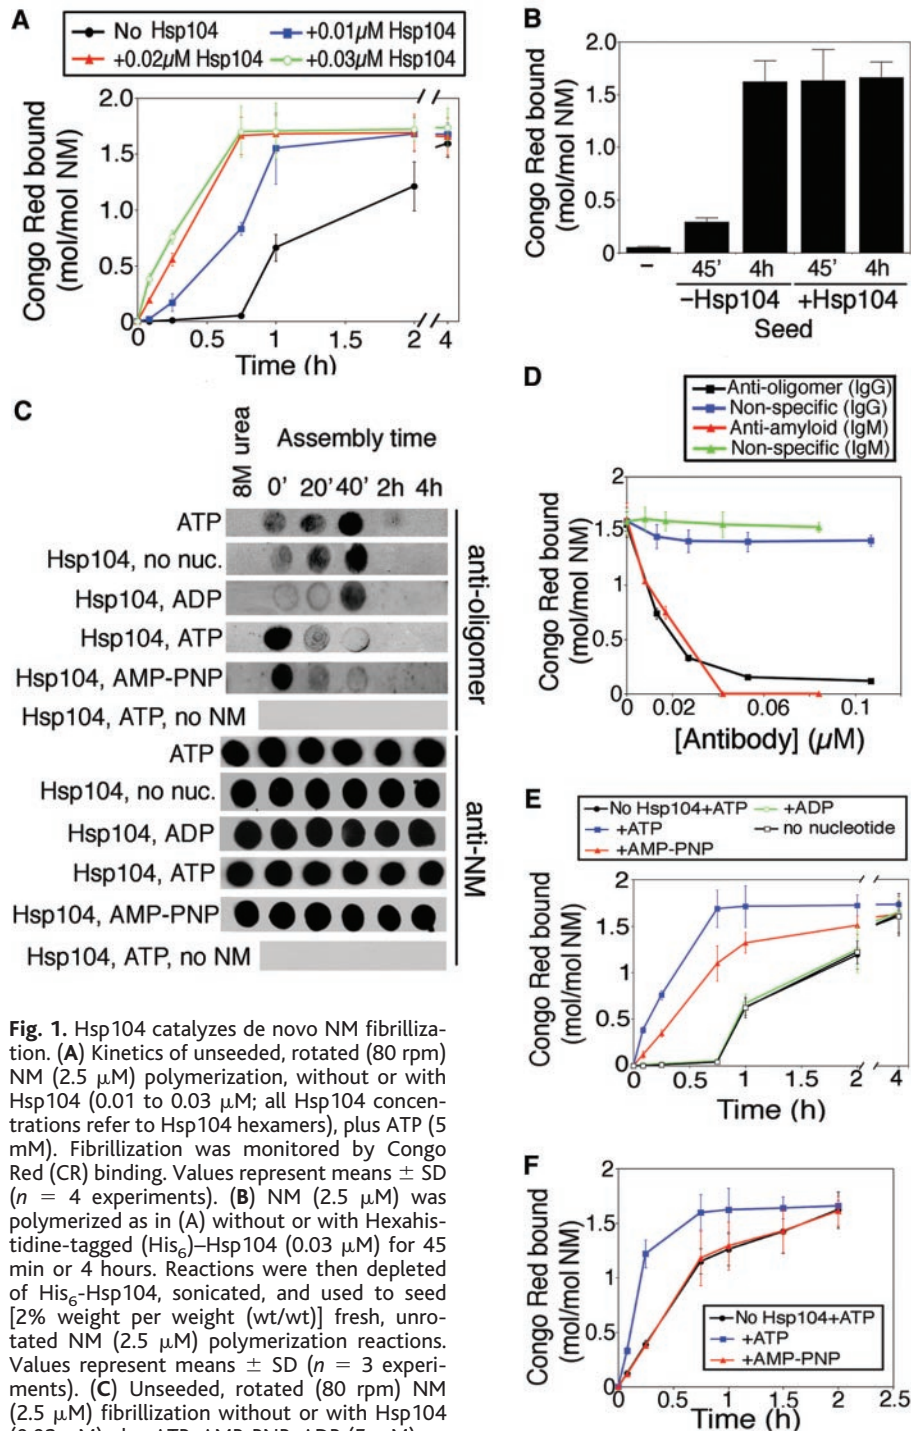 A
No Hsp104
+0.01µM Hsp104
+0.02µM Hsp104
+0.03µM Hsp104
Congo Red bound
(mol/mol NM)
2.0
1.5
1.0
0.5
0
0 0.5 1 1.5 2 4
Time (h)
B
Congo Red bound
(mol/mol NM)
2.0
1.5
1.0
0.5
0
– 45' 4h 45' 4h
–Hsp104 +Hsp104
Seed
C
8M urea
Assembly time
0' 20' 40' 2h 4h
ATP
Hsp104, no nuc.
Hsp104, ADP
Hsp104, ATP
Hsp104, AMP-PNP
Hsp104, ATP, no NM
anti-oligomer
ATP
Hsp104, no nuc.
Hsp104, ADP
Hsp104, ATP
Hsp104, AMP-PNP
Hsp104, ATP, no NM
anti-NM
D
Anti-oligomer (IgG)
Non-specific (IgG)
Anti-amyloid (IgM)
Non-specific (IgM)
Congo Red bound
(mol/mol NM)
2
1.5
1
0.5
0
0 0.02 0.06 0.1
[Antibody] (µM)
E
No Hsp104+ATP
+ADP
+ATP
no nucleotide
+AMP-PNP
Congo Red bound
(mol/mol NM)
2
1.5
1
0.5
0
0 0.5 1 1.5 2 4
Time (h)
F
Congo Red bound
(mol/mol NM)
2
1.5
1
0.5
0
No Hsp104+ATP
+ATP
+AMP-PNP
0 0.5 1 1.5 2 2.5
Time (h)
Fig. 1. Hsp104 catalyzes de novo NM fibrilliza-
tion. (A) Kinetics of unseeded, rotated (80 rpm)
NM (2.5 µM) polymerization, without or with
Hsp104 (0.01 to 0.03 µM; all Hsp104 concen-
trations refer to Hsp104 hexamers), plus ATP (5
mM). Fibrillization was monitored by Congo
Red (CR) binding. Values represent means ± SD
(n = 4 experiments). (B) NM (2.5 µM) was
polymerized as in (A) without or with Hexahis-
tidine-tagged (His6)–Hsp104 (0.03 µM) for 45
min or 4 hours. Reactions were then depleted
of His6-Hsp104, sonicated, and used to seed
[2% weight per weight (wt/wt)] fresh, unro-
tated NM (2.5 µM) polymerization reactions.
Values represent means ± SD (n = 3 experi-
ments). (C) Unseeded, rotated (80 rpm) NM
(2.5 µM) fibrillization without or with Hsp104